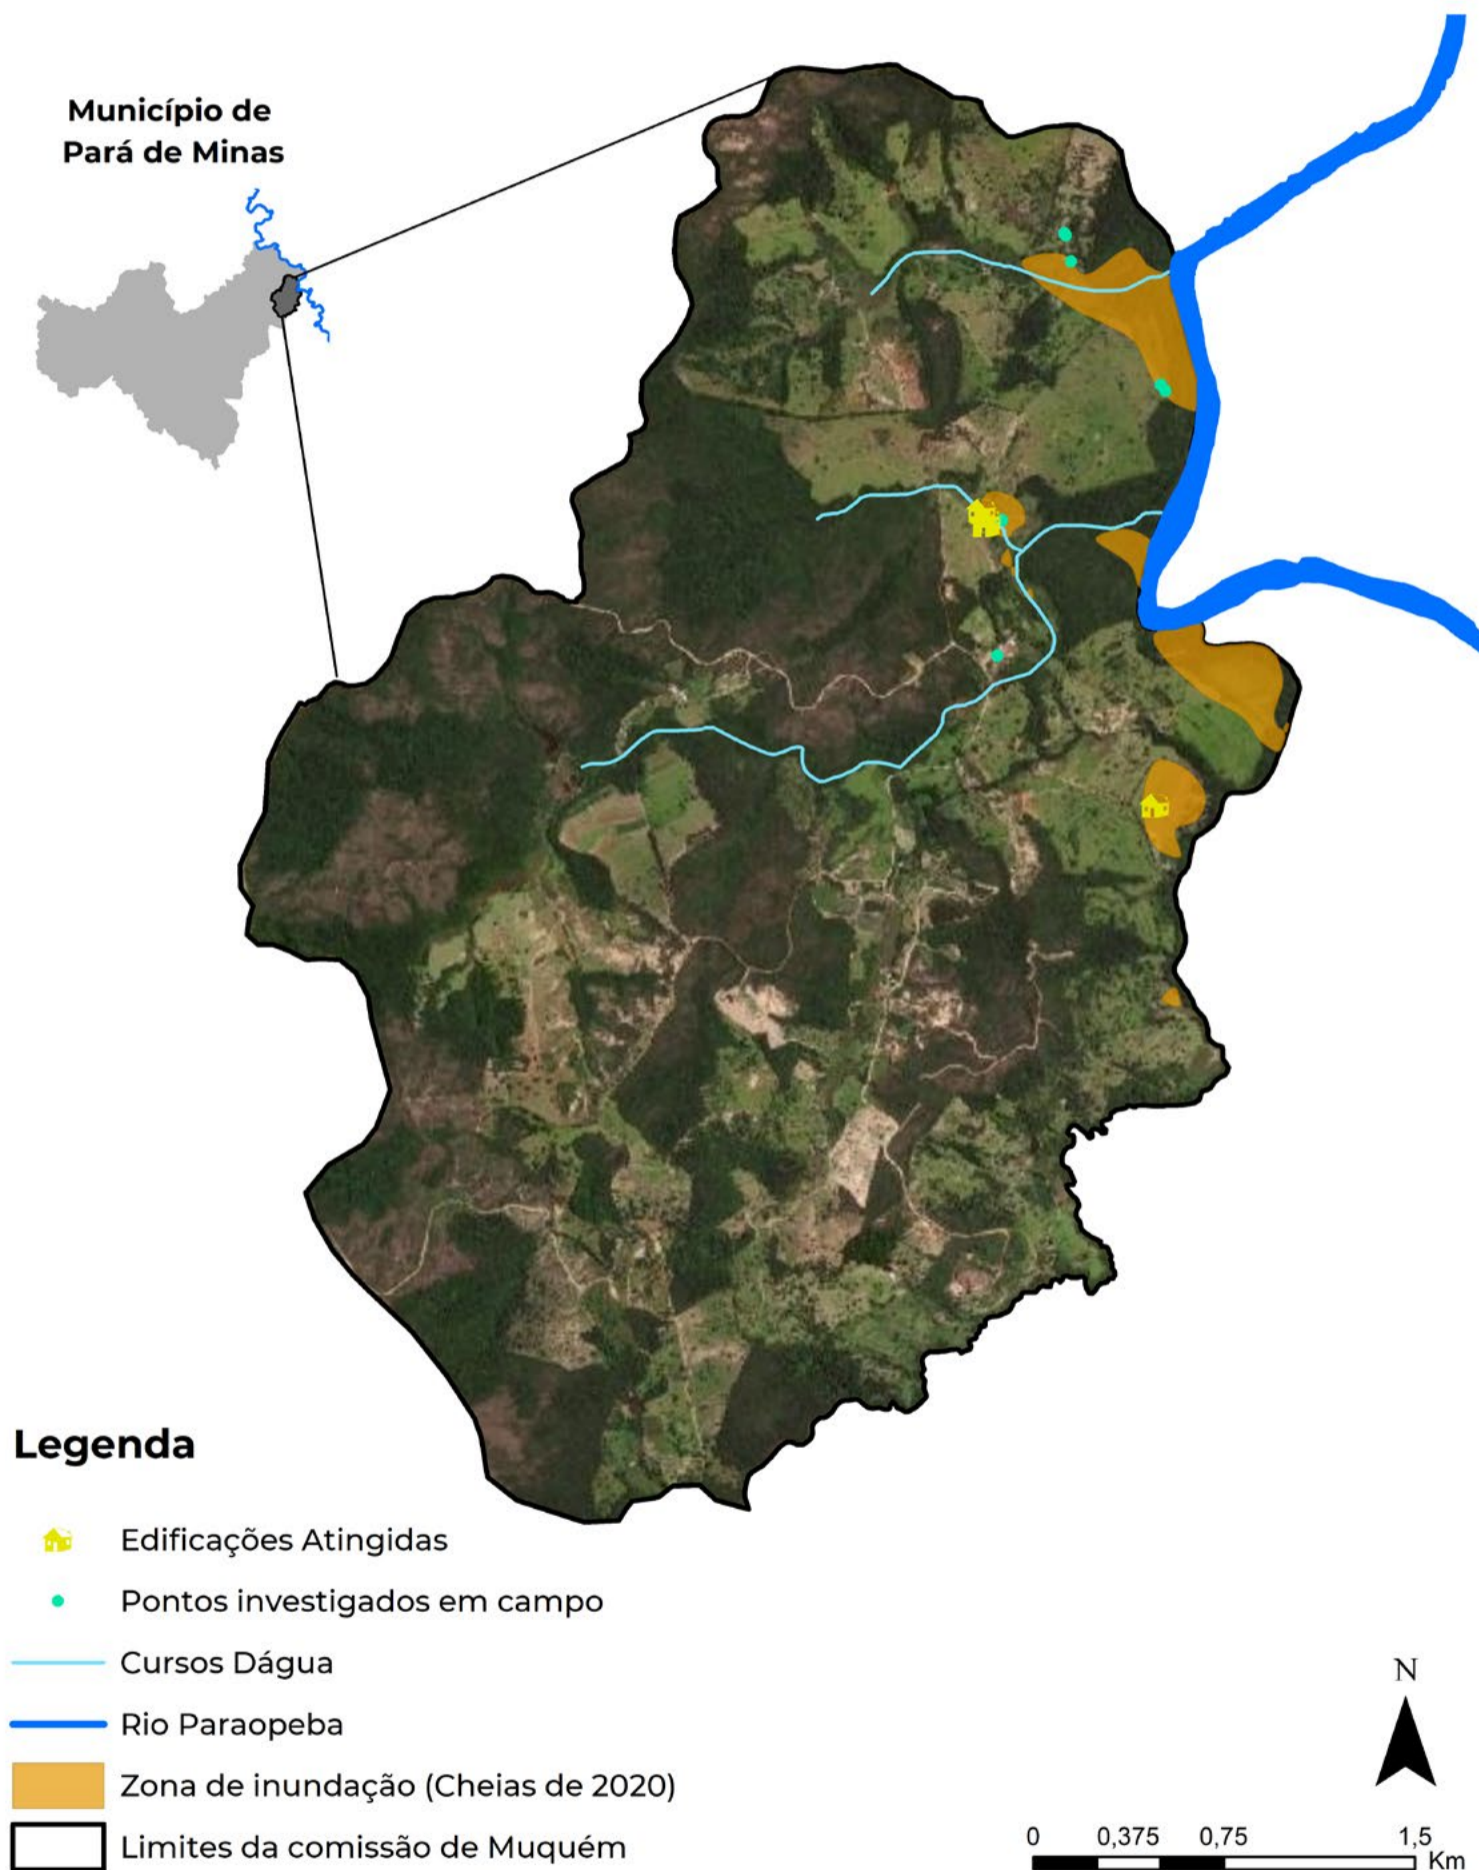 Município de
Pará de Minas
Legenda
Edificações Atingidas
Pontos investigados em campo
Cursos Dágua
Rio Paraopeba
Zona de inundação (Cheias de 2020)
Limites da comissão de Muquém
N
0 0,375 0,75 1,5
Km